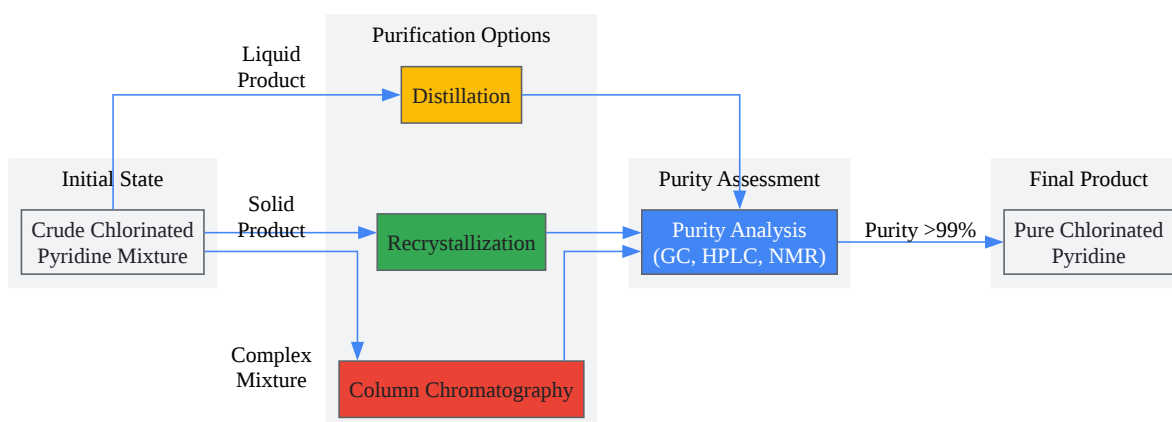 Purification Options
Liquid
Product
Distillation
Initial State
Crude Chlorinated
Pyridine Mixture
Solid
Product
Recrystallization
Complex
Mixture
Column Chromatography
Purity Assessment
Purity Analysis
(GC, HPLC, NMR)
Purity >99%
Final Product
Pure Chlorinated
Pyridine